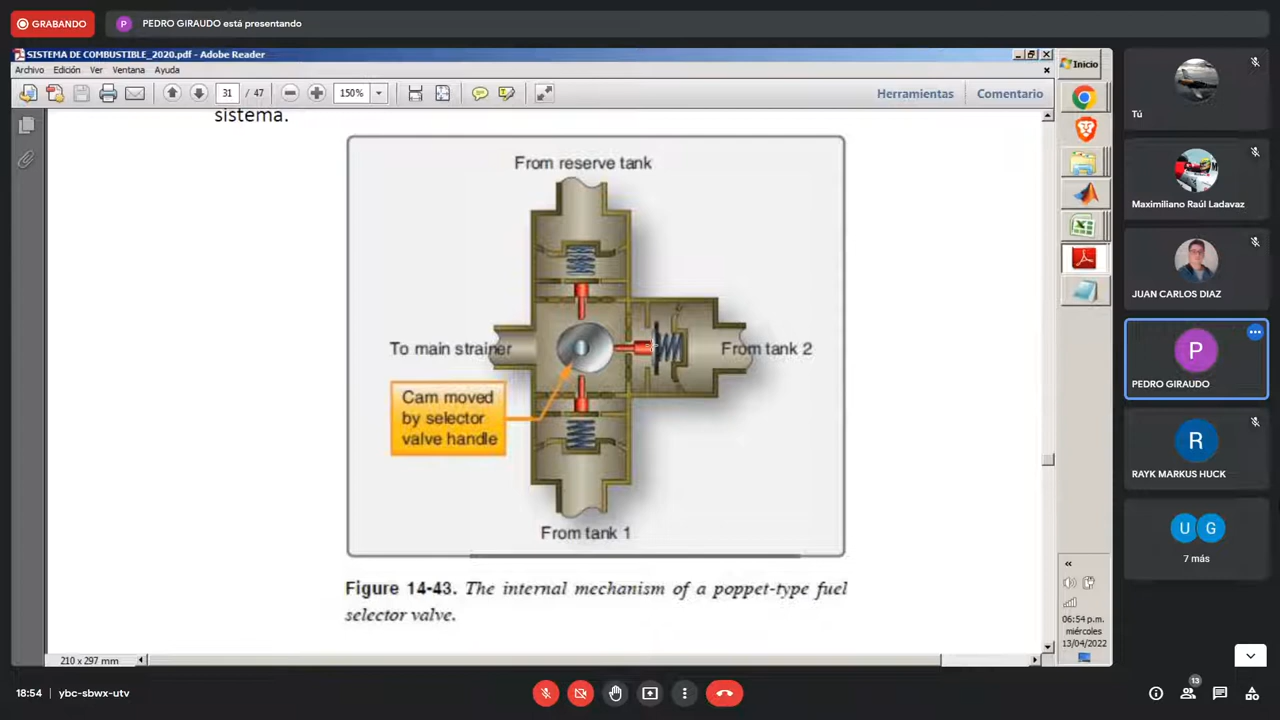 GRABANDO
P
PEDRO GIRAUDO está presentando
SISTEMA DE COMBUSTIBLE_2020.pdf - Adobe Reader
Archivo Edición Ver Ventana Ayuda
31 / 47 150% Herramientas Comentario
sistema.
From reserve tank
To main strainer
From tank 2
Cam moved
by selector
valve handle
From tank 1
Figure 14-43. The internal mechanism of a poppet-type fuel
selector valve.
210 x 297 mm
Inicio
«
06:54 p.m.
miércoles
13/04/2022
Tú
Maximiliano Raúl Ladavaz
JUAN CARLOS DIAZ
P
PEDRO GIRAUDO
R
RAYK MARKUS HUCK
U G
7 más
18:54 ybc-sbwx-utv
13